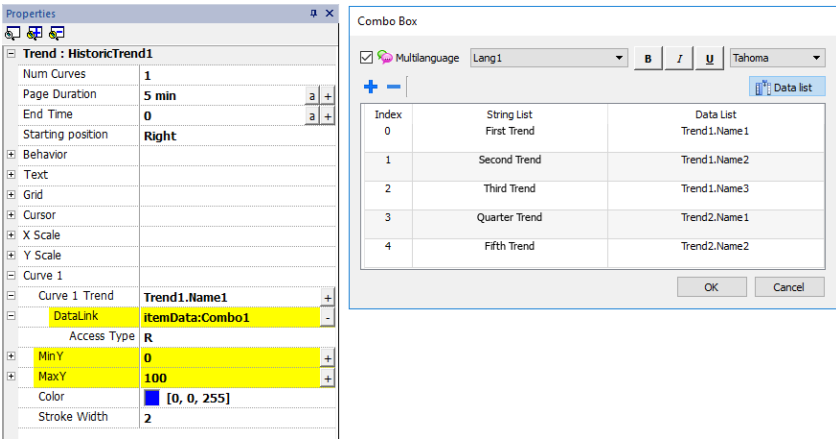 Properties
Trend : HistoricTrend1
Num Curves 1
Page Duration 5 min a +
End Time 0 a +
Starting position Right
Behavior
Text
Grid
Cursor
X Scale
Y Scale
Curve 1
Curve 1 Trend Trend1.Name1 +
DataLink itemData:Combo1 -
Access Type R
MinY 0 +
MaxY 100 +
Color [0, 0, 255]
Stroke Width 2
Combo Box
Multilanguage Lang1 B I U Tahoma
Data list
Index String List Data List
0 First Trend Trend1.Name1
1 Second Trend Trend1.Name2
2 Third Trend Trend1.Name3
3 Quarter Trend Trend2.Name1
4 Fifth Trend Trend2.Name2
OK Cancel